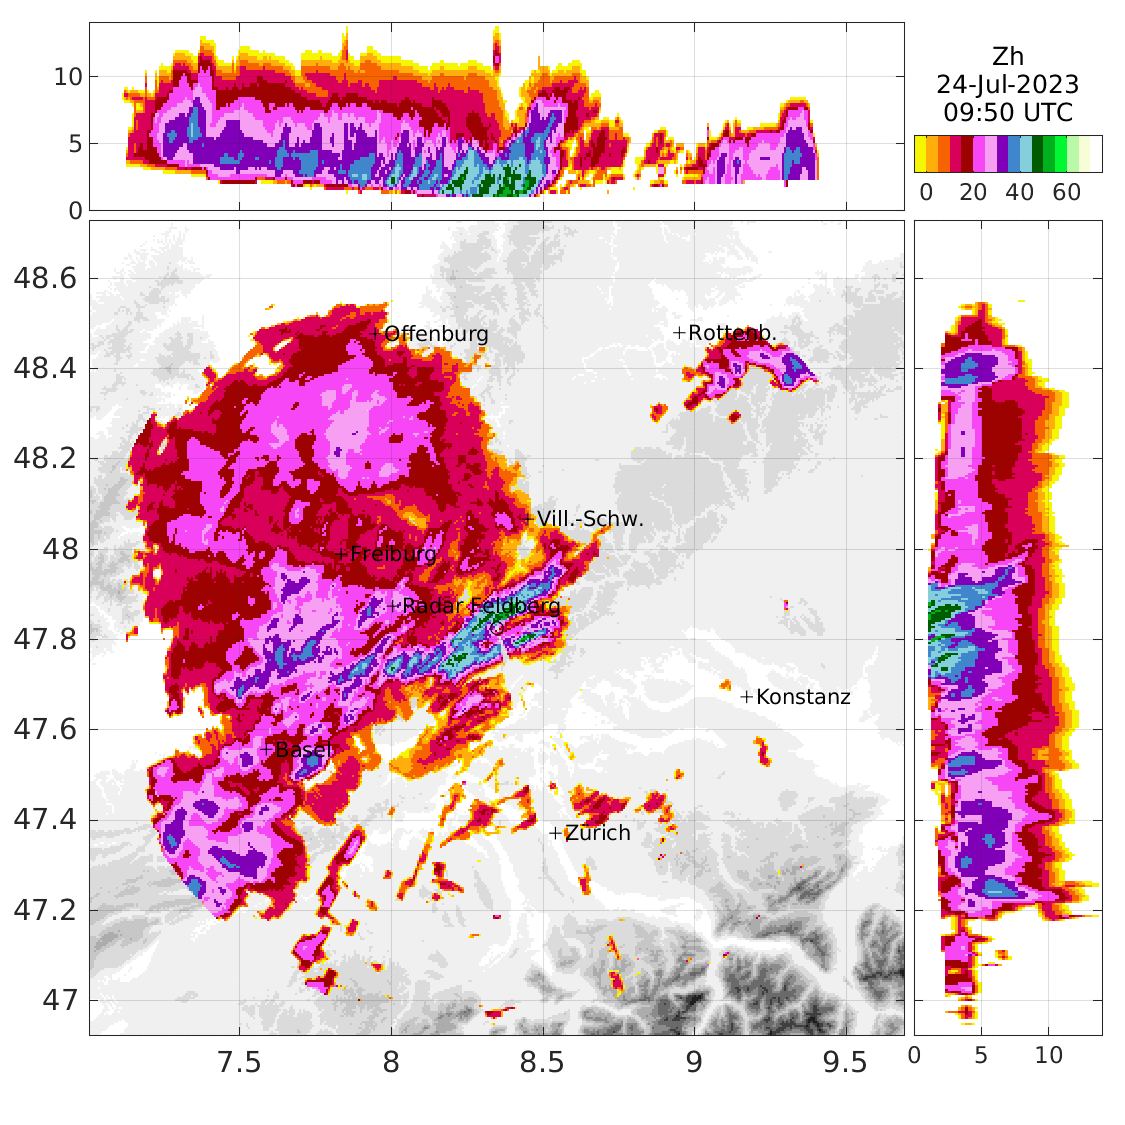 10
5
0
Zh
24-Jul-2023
09:50 UTC
0 20 40 60
48.6
48.4
48.2
48
47.8
47.6
47.4
47.2
47
+Offenburg
+Rottenb.
+Vill.-Schw.
+Freiburg
+Radar Feldberg
+Konstanz
+Basel
+Zürich
7.5 8 8.5 9 9.5
0 5 10